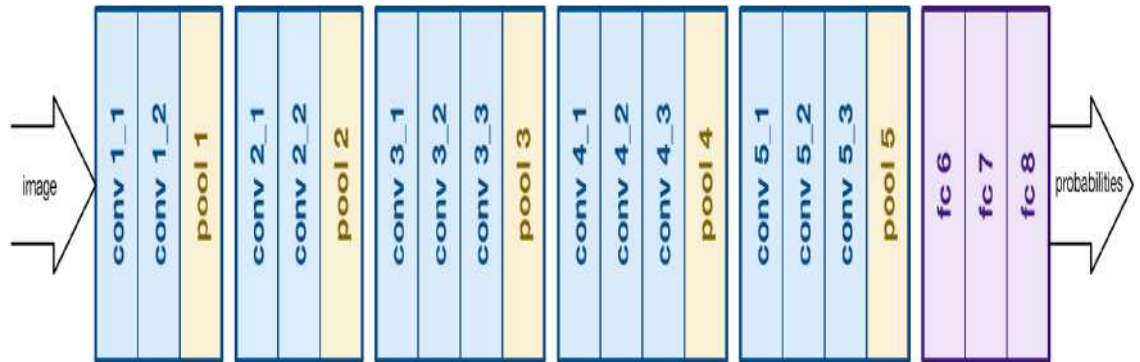 image
conv 1_1
conv 1_2
pool 1
conv 2_1
conv 2_2
pool 2
conv 3_1
conv 3_2
conv 3_3
pool 3
conv 4_1
conv 4_2
conv 4_3
pool 4
conv 5_1
conv 5_2
conv 5_3
pool 5
fc 6
fc 7
fc 8
probabilities